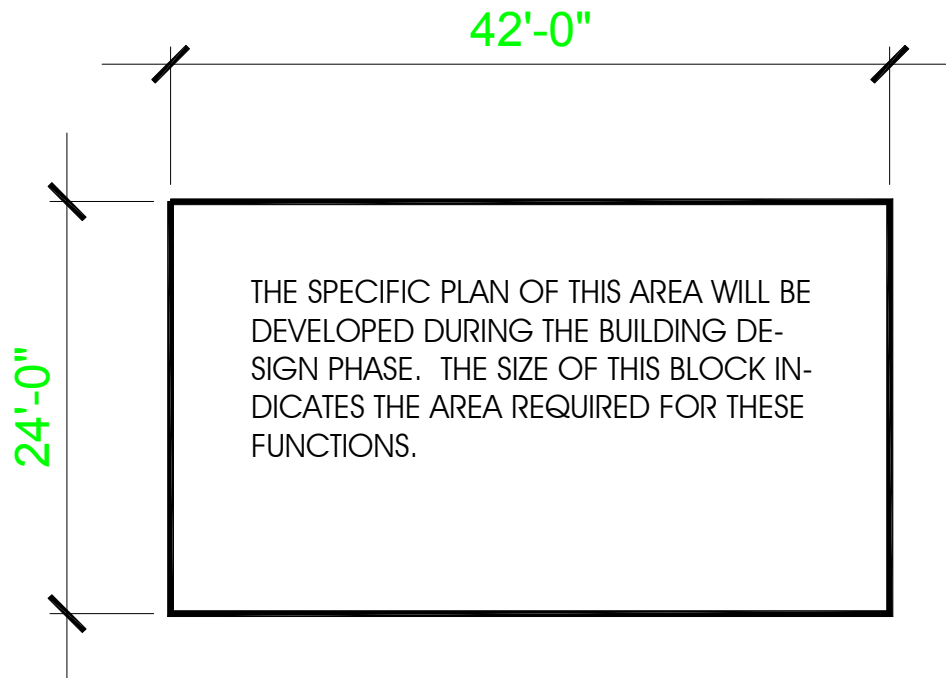 42'-0"
24'-0"
THE SPECIFIC PLAN OF THIS AREA WILL BE
DEVELOPED DURING THE BUILDING DE-
SIGN PHASE.  THE SIZE OF THIS BLOCK IN-
DICATES THE AREA REQUIRED FOR THESE
FUNCTIONS.